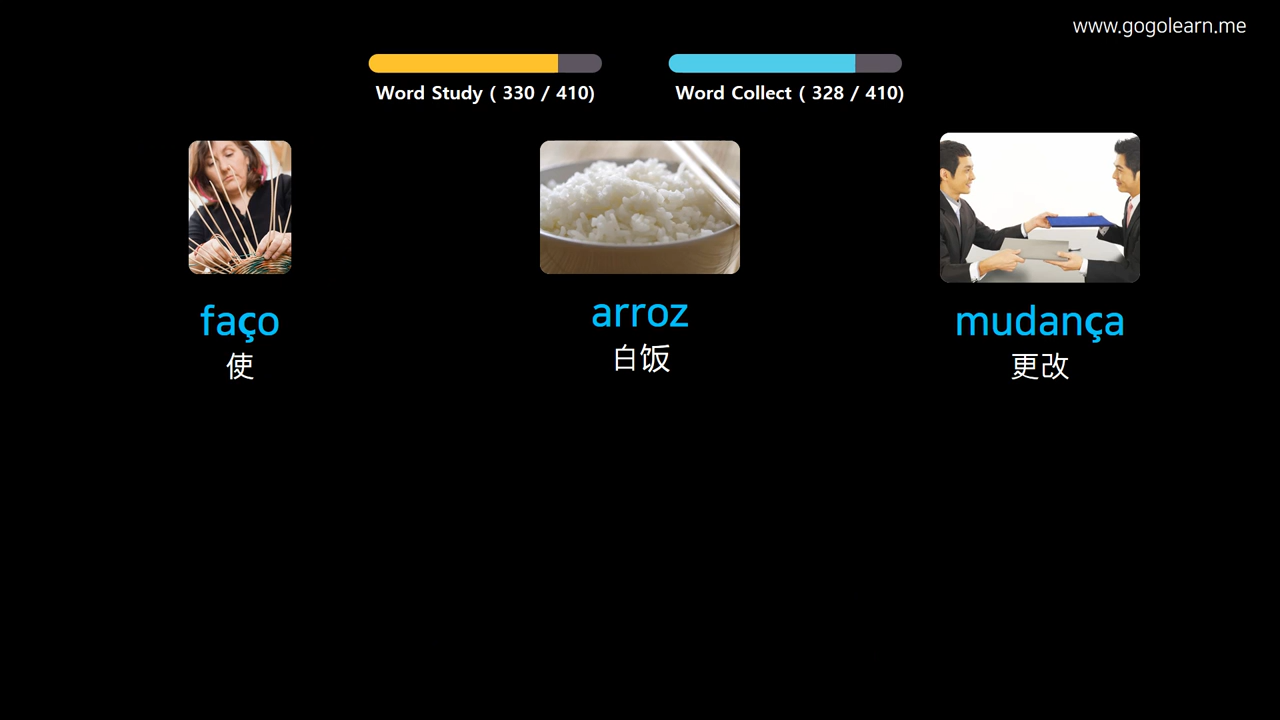 www.gogolearn.me
Word Study ( 330 / 410)
Word Collect ( 328 / 410)
faço
使
arroz
白饭
mudança
更改